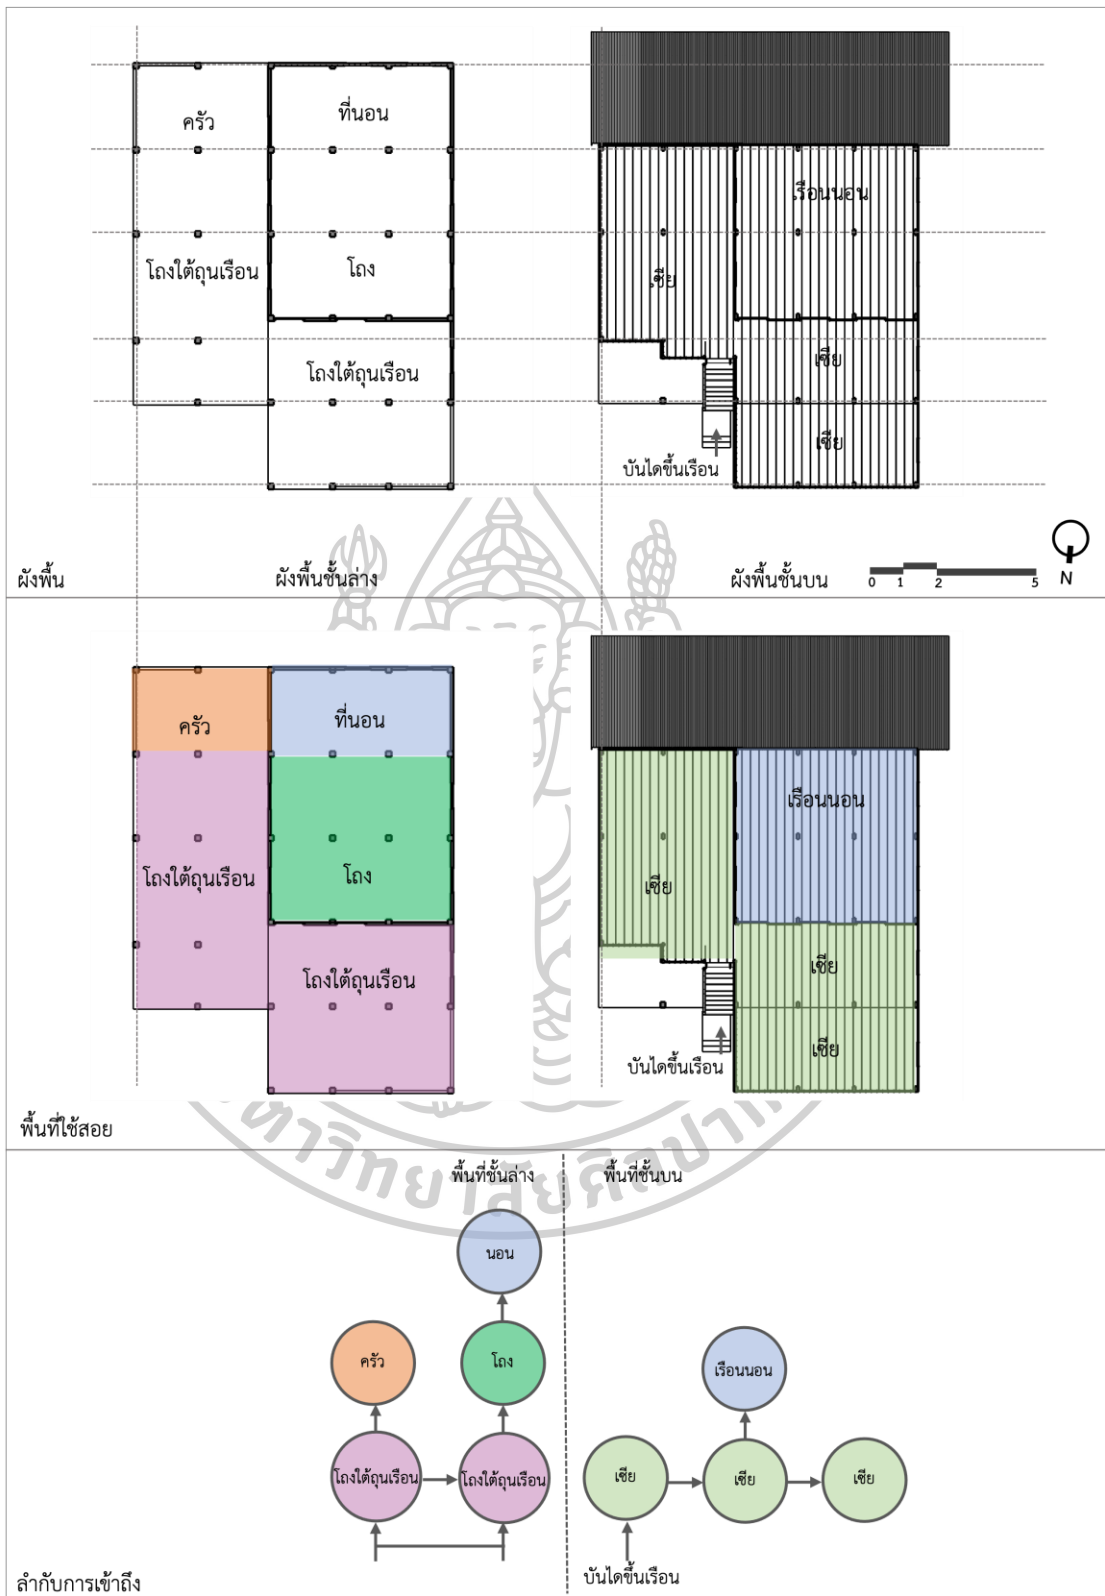 ครัว
ที่นอน
โถงใต้ถุนเรือน
โถง
โถงใต้ถุนเรือน
เรือนนอน
เซีย
เซีย
เซีย
บันไดขึ้นเรือน
ผังพื้น
ผังพื้นชั้นล่าง
ผังพื้นชั้นบน
0 1 2 5
N
ครัว
ที่นอน
โถงใต้ถุนเรือน
โถง
โถงใต้ถุนเรือน
เรือนนอน
เซีย
เซีย
เซีย
บันไดขึ้นเรือน
พื้นที่ใช้สอย
พื้นที่ชั้นล่าง
พื้นที่ชั้นบน
นอน
ครัว
โถง
โถงใต้ถุนเรือน
โถงใต้ถุนเรือน
เรือนนอน
เซีย
เซีย
เซีย
บันไดขึ้นเรือน
ลำกับการเข้าถึง